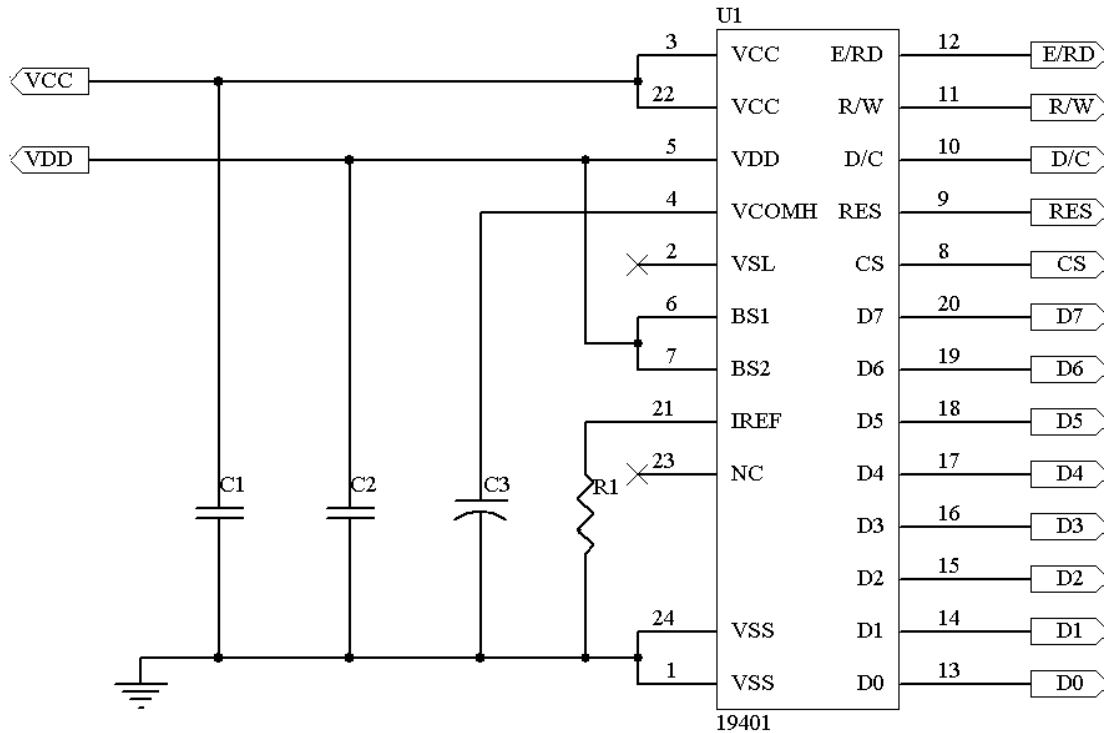 U1
3 VCC E/RD 12 E/RD
VCC
22 VCC R/W 11 R/W
VDD 5 VDD D/C 10 D/C
4 VCOMH RES 9 RES
2 VSL CS 8 CS
6 BS1 D7 20 D7
7 BS2 D6 19 D6
21 IREF D5 18 D5
23 NC D4 17 D4
C1 C2 C3 R1
D3 16 D3
D2 15 D2
24 VSS D1 14 D1
1 VSS D0 13 D0
19401